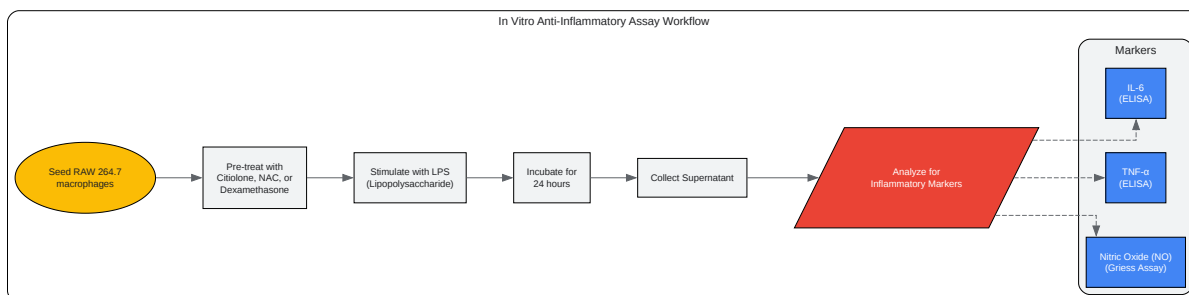 In Vitro Anti-Inflammatory Assay Workflow
Markers
Seed RAW 264.7
macrophages
Pre-treat with
Citiolone, NAC, or
Dexamethasone
Stimulate with LPS
(Lipopolysaccharide)
Incubate for
24 hours
Collect Supernatant
Analyze for
Inflammatory Markers
IL-6
(ELISA)
TNF-α
(ELISA)
Nitric Oxide (NO)
(Griess Assay)